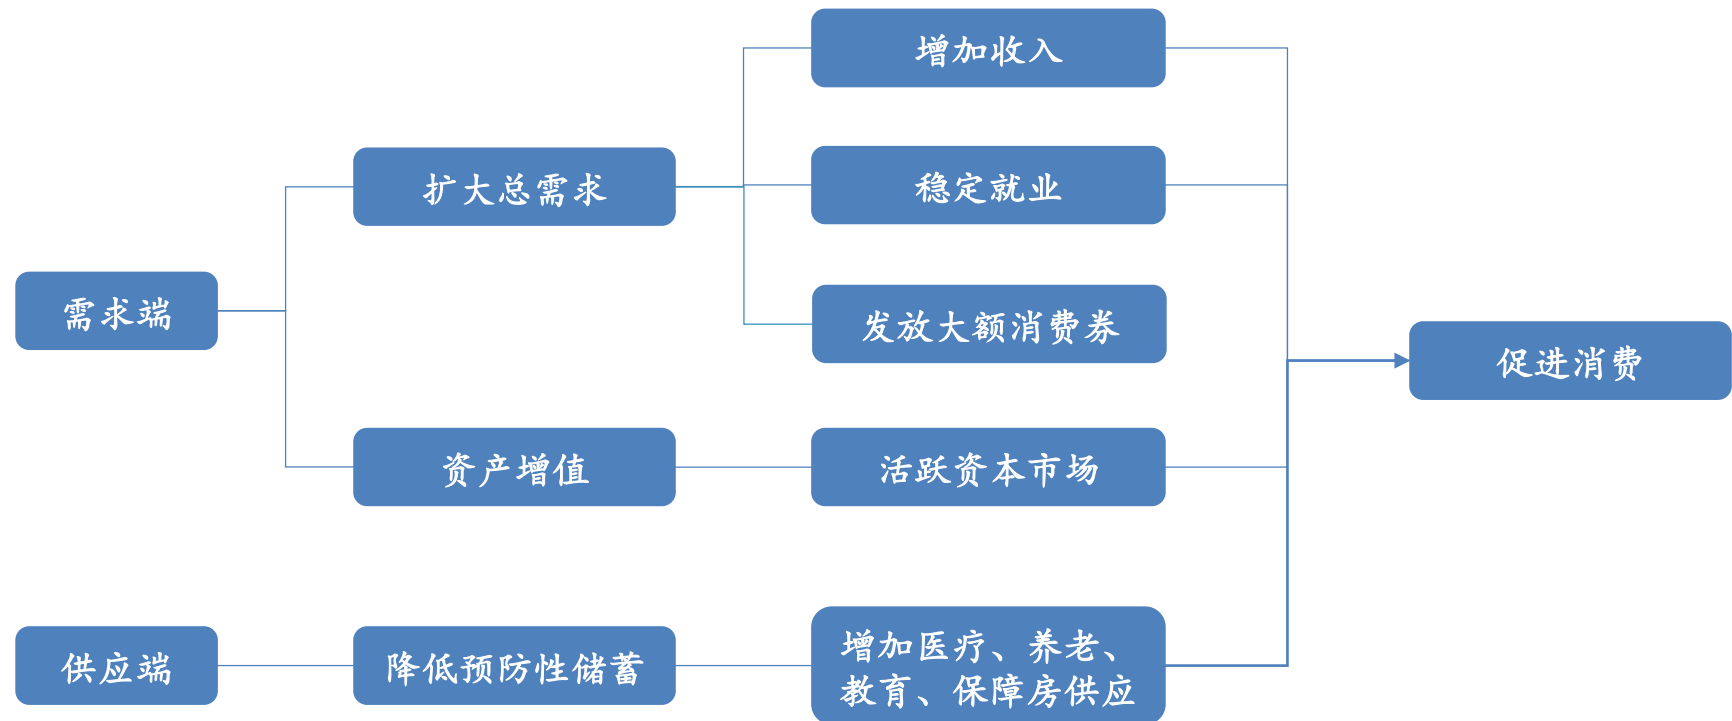 增加收入
扩大总需求
稳定就业
需求端
发放大额消费券
促进消费
资产增值
活跃资本市场
供应端
降低预防性储蓄
增加医疗、养老、
教育、保障房供应